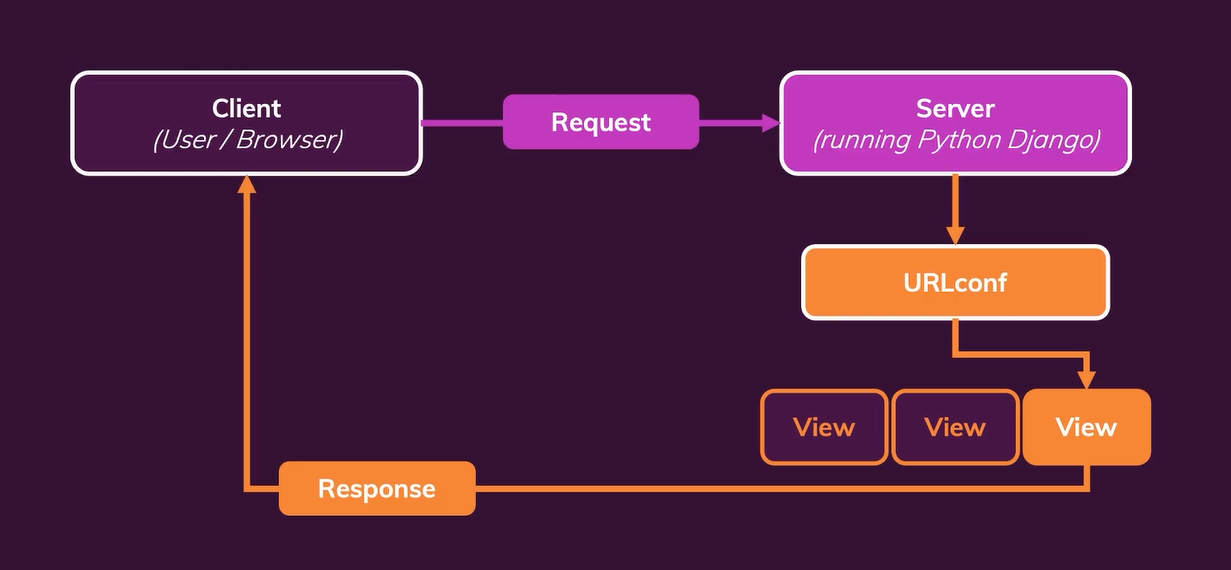 Client
(User / Browser)
Request
Server
(running Python Django)
URLconf
View
View
View
Response